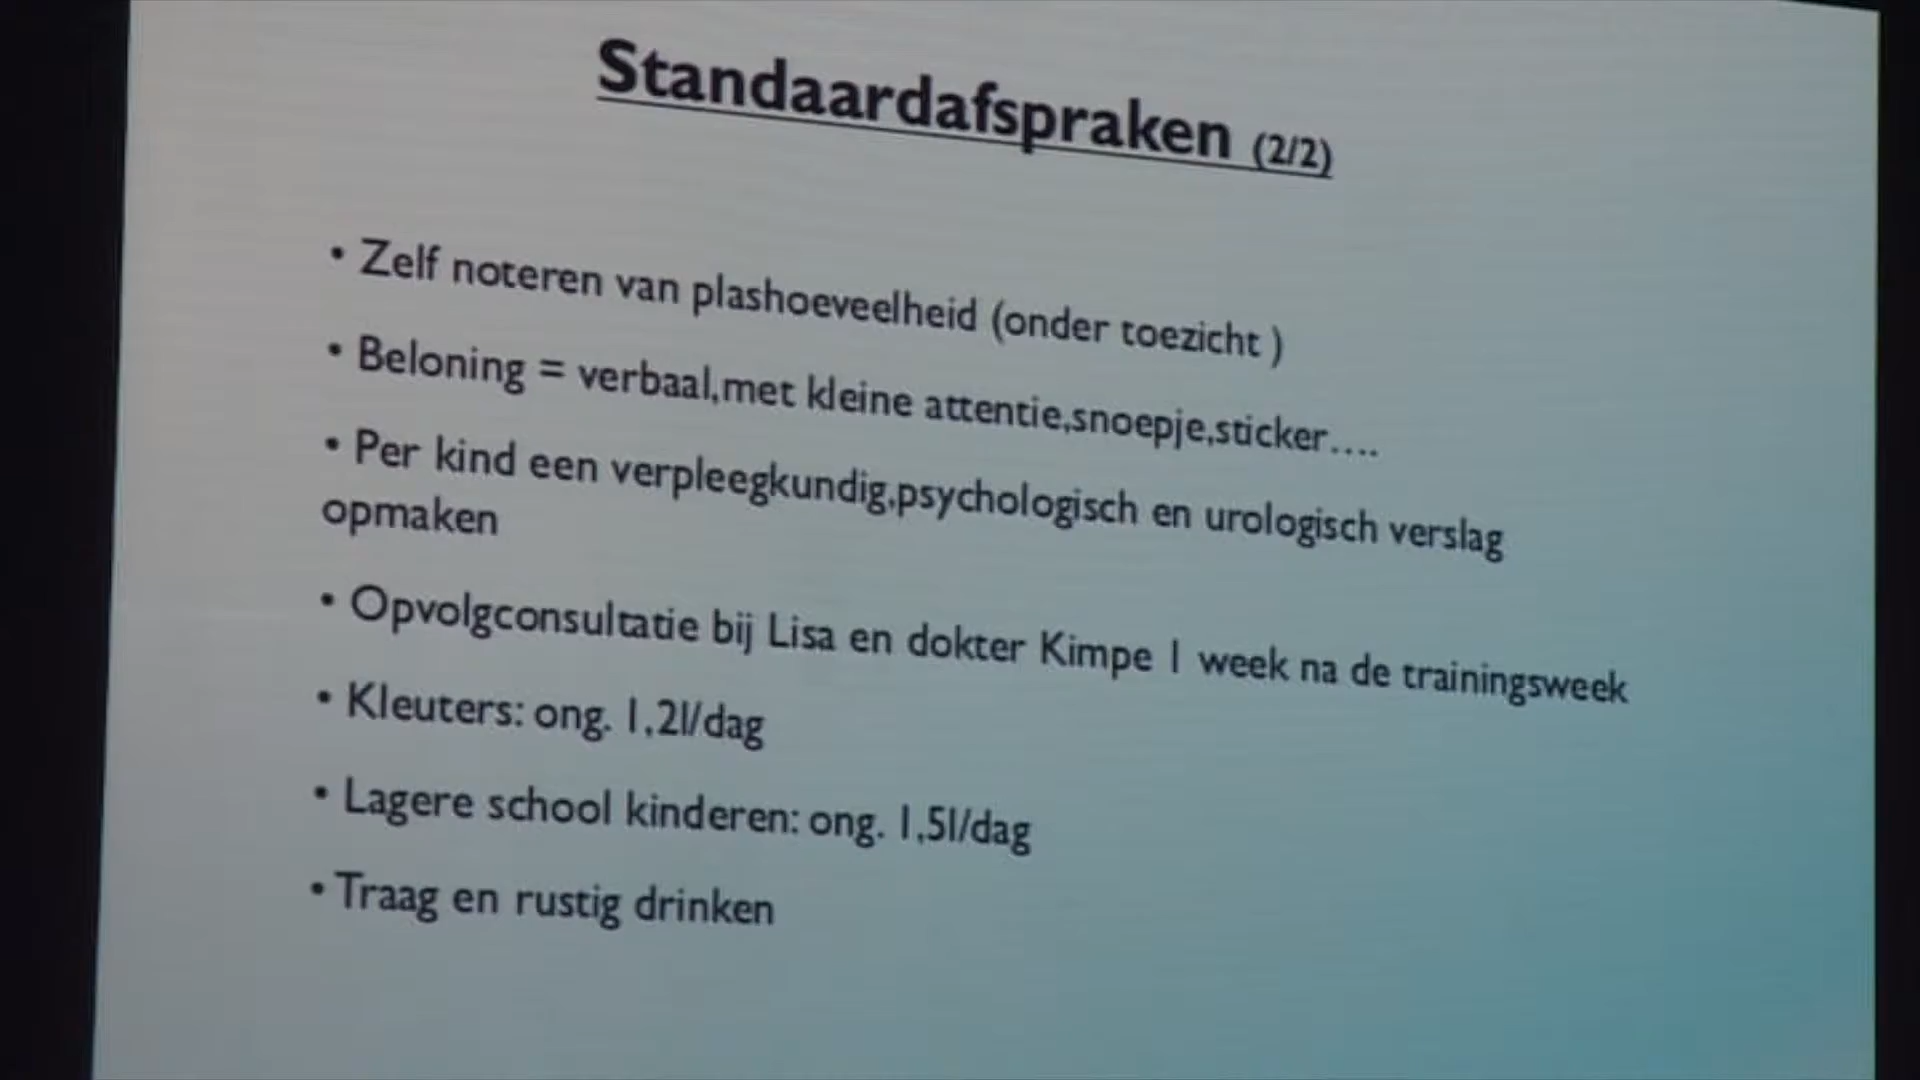 Standaardafspraken (2/2)
• Zelf noteren van plashoeveelheid (onder toezicht )
• Beloning = verbaal,met kleine attentie,snoepje,sticker….
• Per kind een verpleegkundig,psychologisch en urologisch verslag
opmaken
• Opvolgconsultatie bij Lisa en dokter Kimpe 1 week na de trainingsweek
• Kleuters: ong. 1,2l/dag
• Lagere school kinderen: ong. 1,5l/dag
• Traag en rustig drinken